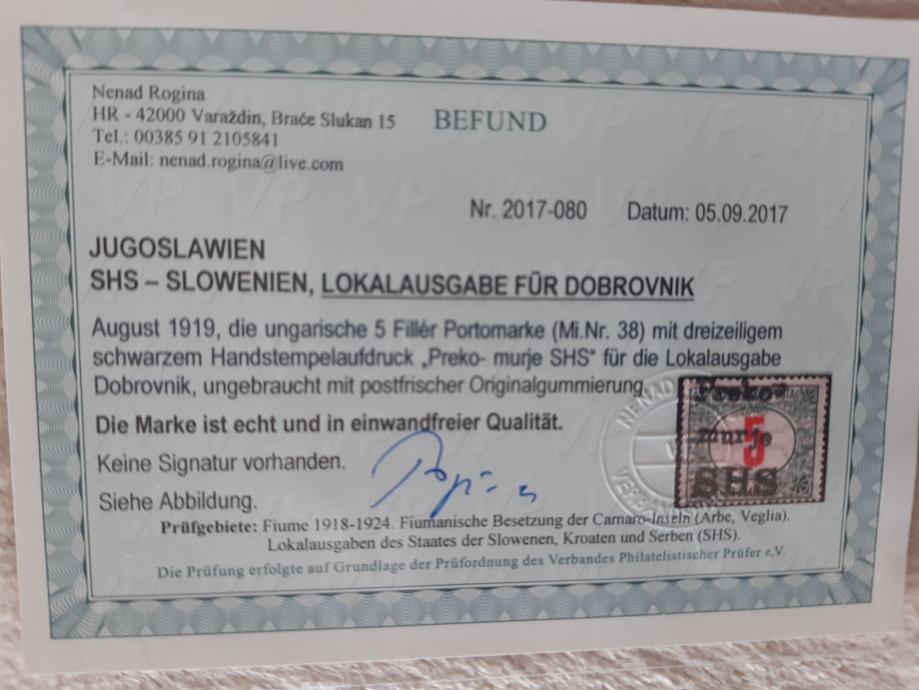 Nenad Rogina
HR - 42000 Varaždin, Braće Slukan 15
Tel.: 00385 91 2105841
E-Mail: nenad.rogina@live.com
BEFUND
Nr. 2017-080 Datum: 05.09.2017
JUGOSLAWIEN
SHS – SLOWENIEN, LOKALAUSGABE FÜR DOBROVNIK
August 1919, die ungarische 5 Fillér Portomarke (Mi.Nr. 38) mit dreizeiligem
schwarzem Handstempelaufdruck „Preko- murje SHS“ für die Lokalausgabe
Dobrovnik, ungebraucht mit postfrischer Originalgummierung.
Die Marke ist echt und in einwandfreier Qualität.
Keine Signatur vorhanden.
Siehe Abbildung.
NENAD
Preko-
murje
5
SHS
Prüfgebiete: Fiume 1918-1924. Fiumanische Besetzung der Carnaro-Inseln (Arbe, Veglia).
Lokalausgaben des Staates der Slowenen, Kroaten und Serben (SHS).
Die Prüfung erfolgte auf Grundlage der Prüfordnung des Verbandes Philatelistischer Prüfer e.V.